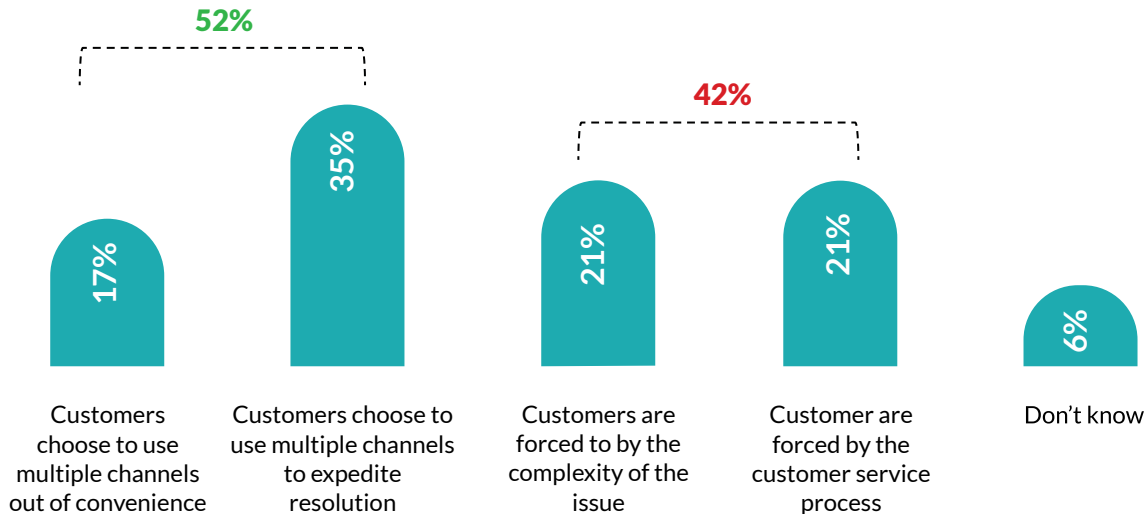 52%
42%
17%
35%
21%
21%
6%
Customers
choose to use
multiple channels
out of convenience
Customers choose to
use multiple channels
to expedite
resolution
Customers are
forced to by the
complexity of the
issue
Customer are
forced by the
customer service
process
Don’t know